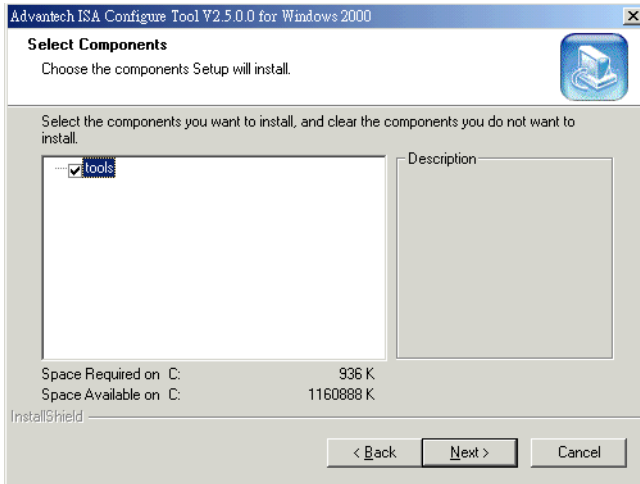 Advantech ISA Configure Tool V2.5.0.0 for Windows 2000
Select Components
Choose the components Setup will install.
Select the components you want to install, and clear the components you do not want to
install.
tools
Description
Space Required on C: 936 K
Space Available on C: 1160888 K
InstallShield
< Back Next > Cancel